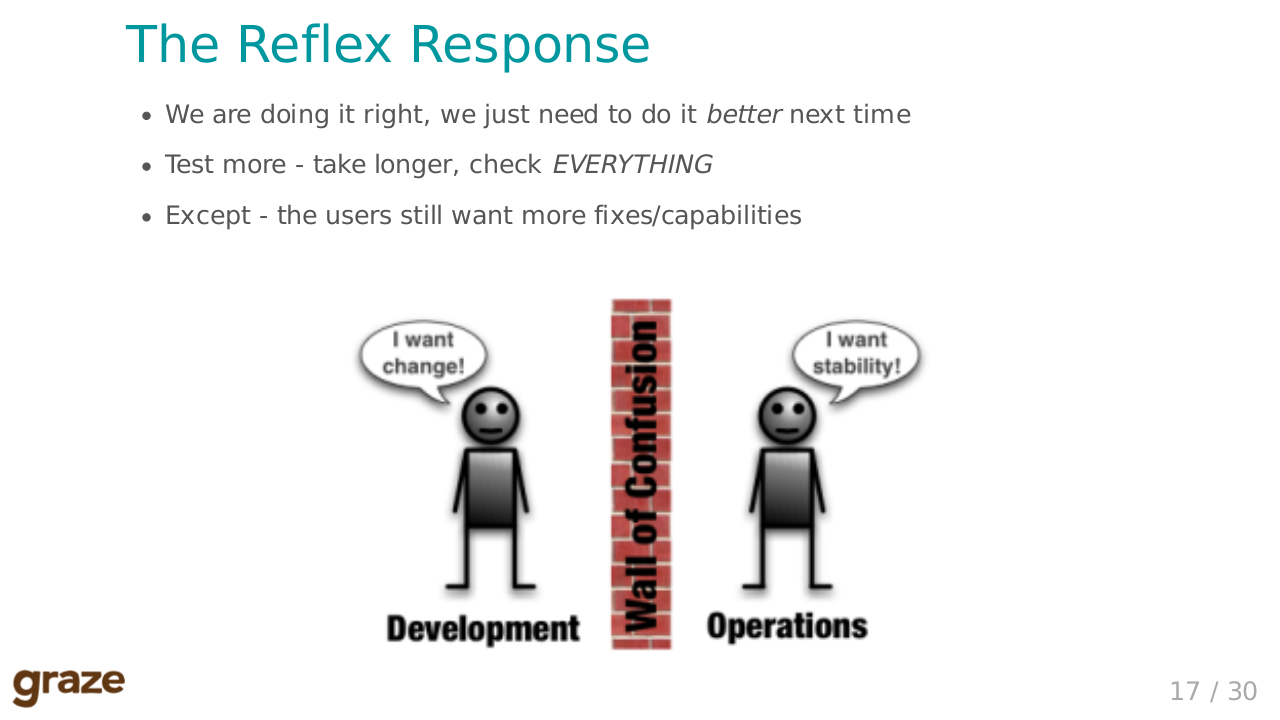 The Reflex Response
• We are doing it right, we just need to do it better next time
• Test more - take longer, check EVERYTHING
• Except - the users still want more fixes/capabilities
I want
change!
Wall of Confusion
I want
stability!
Development
Operations
graze
17 / 30